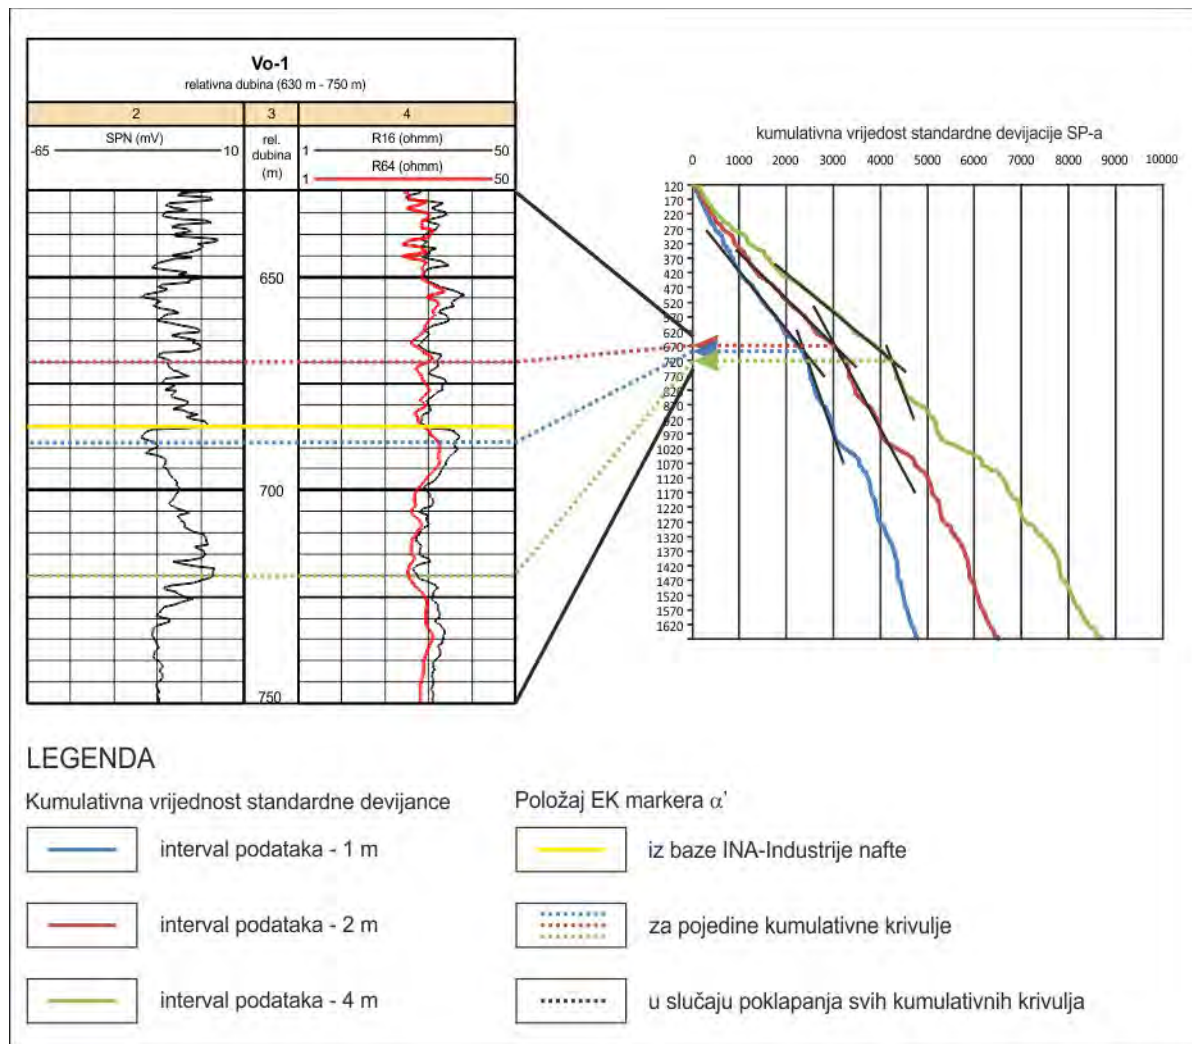 Vo-1
relativna dubina (630 m - 750 m)
2 3 4
SPN (mV)
-65 10
rel.
dubina
(m)
R16 (ohmm)
1 50
R64 (ohmm)
1 50
650
700
750
kumulativna vrijedost standardne devijacije SP-a
0 1000 2000 3000 4000 5000 6000 7000 8000 9000 10000
120
170
220
270
320
370
420
470
520
570
620
670
720
770
820
870
920
970
1020
1070
1120
1170
1220
1270
1320
1370
1420
1470
1520
1570
1620
LEGENDA
Kumulativna vrijednost standardne devijance
interval podataka - 1 m
interval podataka - 2 m
interval podataka - 4 m
Položaj EK markera α'
iz baze INA-Industrije nafte
za pojedine kumulativne krivulje
u slučaju poklapanja svih kumulativnih krivulja